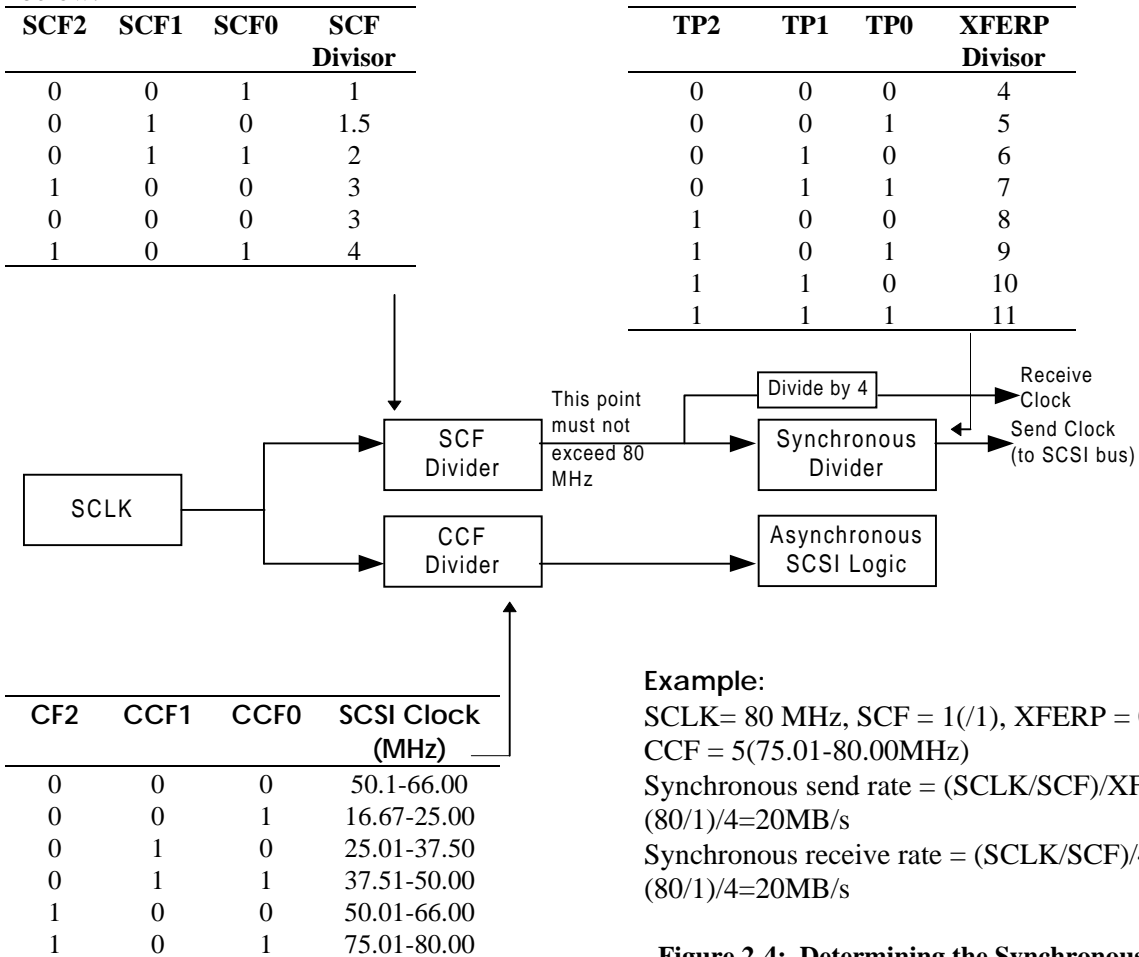 SCF2 SCF1 SCF0 SCF Divisor
0 0 1 1
0 1 0 1.5
0 1 1 2
1 0 0 3
0 0 0 3
1 0 1 4
TP2 TP1 TP0 XFERP Divisor
0 0 0 4
0 0 1 5
0 1 0 6
0 1 1 7
1 0 0 8
1 0 1 9
1 1 0 10
1 1 1 11
SCLK
SCF
Divider
CCF
Divider
This point
must not
exceed 80
MHz
Divide by 4
Synchronous
Divider
Asynchronous
SCSI Logic
Receive
Clock
Send Clock
(to SCSI bus)
CF2 CCF1 CCF0 SCSI Clock
(MHz)
0 0 0 50.1-66.00
0 0 1 16.67-25.00
0 1 0 25.01-37.50
0 1 1 37.51-50.00
1 0 0 50.01-66.00
1 0 1 75.01-80.00
Example:
SCLK= 80 MHz, SCF = 1(/1), XFERP =
CCF = 5(75.01-80.00MHz)
Synchronous send rate = (SCLK/SCF)/XF
(80/1)/4=20MB/s
Synchronous receive rate = (SCLK/SCF)/
(80/1)/4=20MB/s
Figure 2-4: Determining the Synchronous